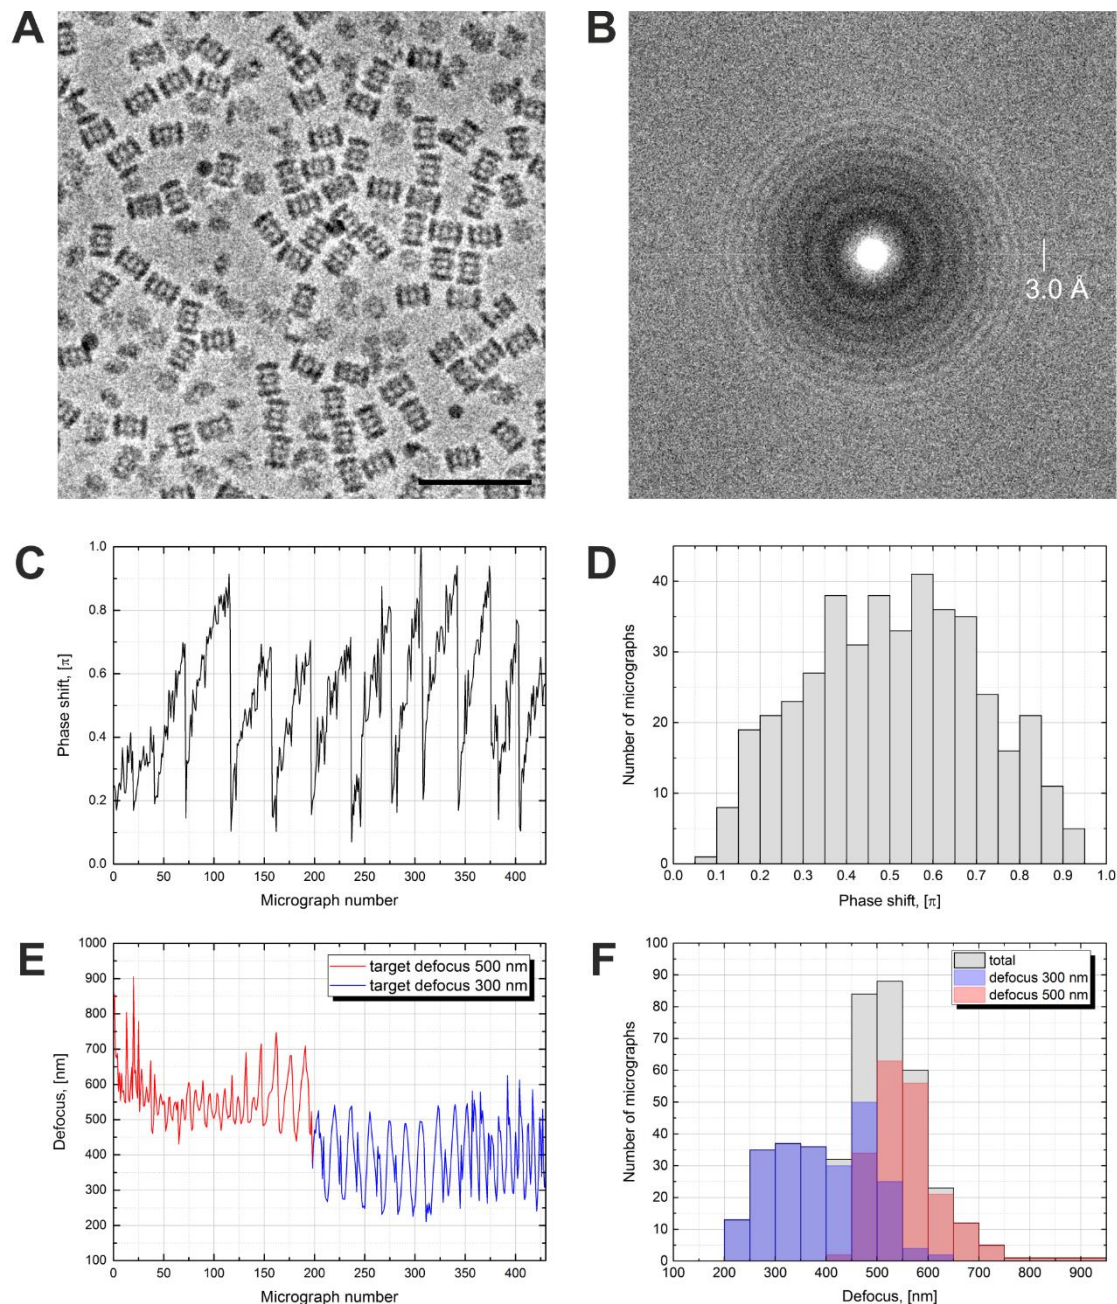 A
B
3.0 Å
C
1.0
0.8
0.6
0.4
0.2
0.0
Phase shift, [π]
0 50 100 150 200 250 300 350 400
Micrograph number
D
40
30
20
10
0
Number of micrographs
0.0 0.1 0.2 0.3 0.4 0.5 0.6 0.7 0.8 0.9 1.0
Phase shift, [π]
E
1000
900
800
700
600
500
400
300
200
100
Defocus, [nm]
target defocus 500 nm
target defocus 300 nm
0 50 100 150 200 250 300 350 400
Micrograph number
F
100
90
80
70
60
50
40
30
20
10
0
Number of micrographs
total
defocus 300 nm
defocus 500 nm
100 200 300 400 500 600 700 800 900
Defocus, [nm]